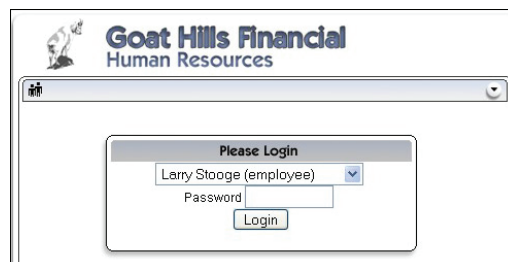 Goat Hills Financial
Human Resources
Please Login
Larry Stooge (employee)
Password
Login